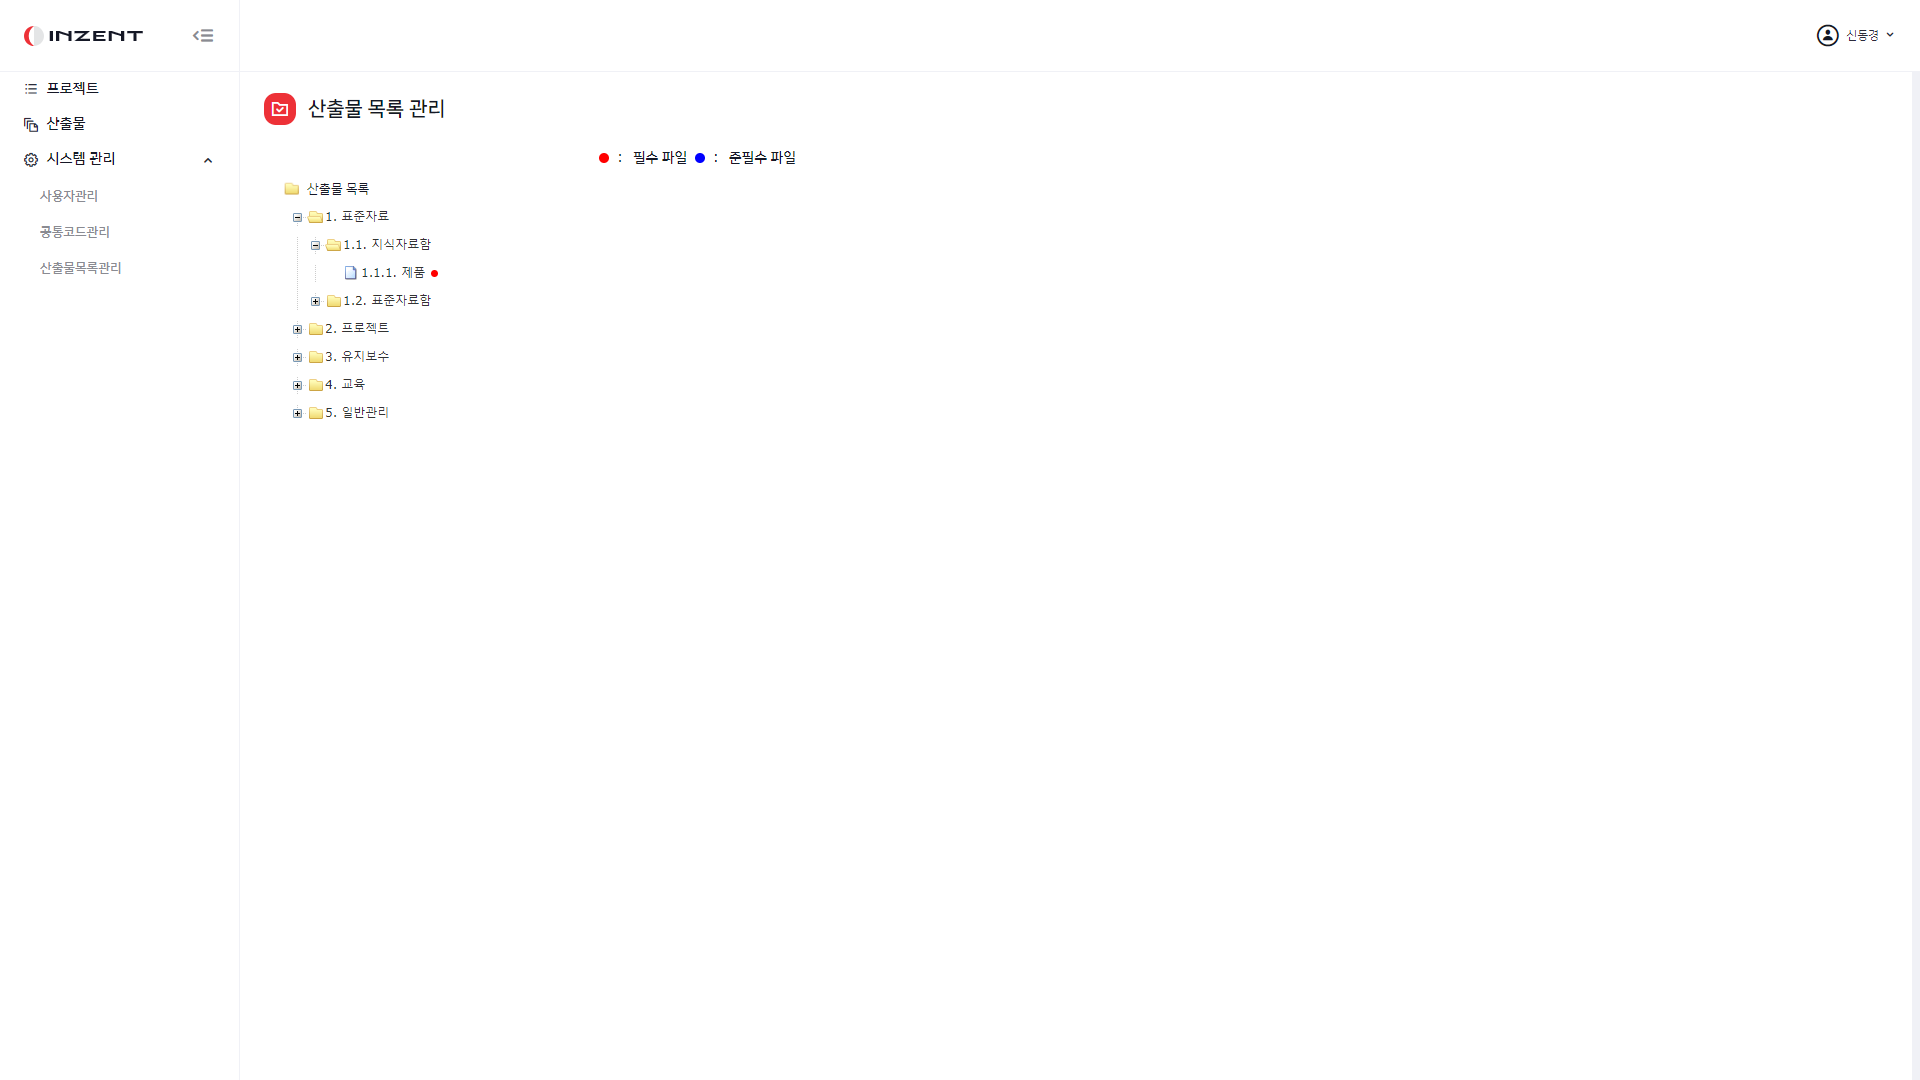 INZENT
신동경
프로젝트
산출물
시스템 관리
사용자관리
공통코드관리
산출물목록관리
산출물 목록 관리
: 필수 파일 : 준필수 파일
산출물 목록
1. 표준자료
1.1. 지식자료함
1.1.1. 제품
1.2. 표준자료함
2. 프로젝트
3. 유지보수
4. 교육
5. 일반관리